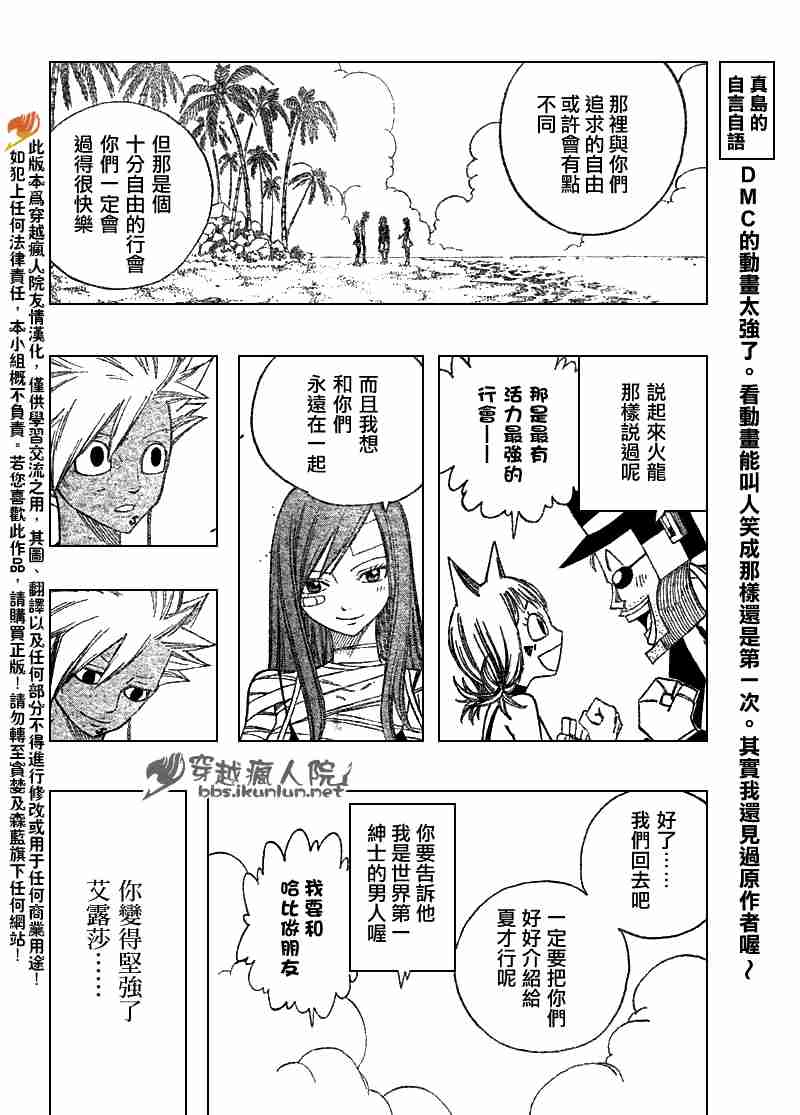 真島的
自言自語
DMC的動畫太強了。看動畫能叫人笑成那樣還是第一次。其實我還見過原作者喔~
那裡與你們
追求的自由
或許會有點
不同
但那是個
十分自由的行會
你們一定會
過得很快樂
說起來火龍
那樣說過呢
那是最有
活力最強的
行會——
而且我想
和你們
永遠在一起
好了……
我們回去吧
一定要把你們
好好介紹給
夏才行呢
你要告訴他
我是世界第一
紳士的男人喔
我要和
哈比做朋友
你變得堅強了
艾露莎……
穿越瘋人院
bbs.ikunlun.net
此版本爲穿越瘋人院友情漢化，僅供學習交流之用，其圖、翻譯以及任何部分不得進行修改或用于任何商業用途！
如犯上任何法律責任，本小組概不負責。若您喜歡此作品，請購買正版！請勿轉至貪婪及森藍旗下任何網站！